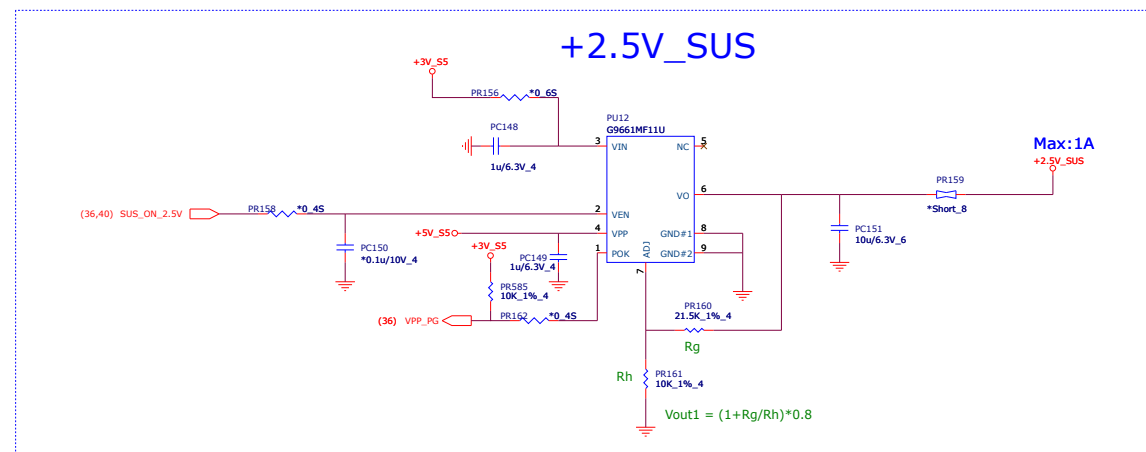 +2.5V_SUS
+3V_S5
PR156
*0_6S
PU12
G9661MF11U
PC148
1u/6.3V_4
3
VIN
NC
5
Max:1A
+2.5V_SUS
PR159
*Short_8
VO
6
(36,40)
SUS_ON_2.5V
PR158
*0_4S
2
VEN
PC150
*0.1u/10V_4
+5V_S5
4
VPP
GND#1
8
PC151
10u/6.3V_6
+3V_S5
1
POK
ADJ
GND#2
9
PC149
1u/6.3V_4
7
PR585
10K_1%_4
(36)
VPP_PG
PR162
*0_4S
PR160
21.5K_1%_4
Rg
Rh
PR161
10K_1%_4
Vout1 = (1+Rg/Rh)*0.8